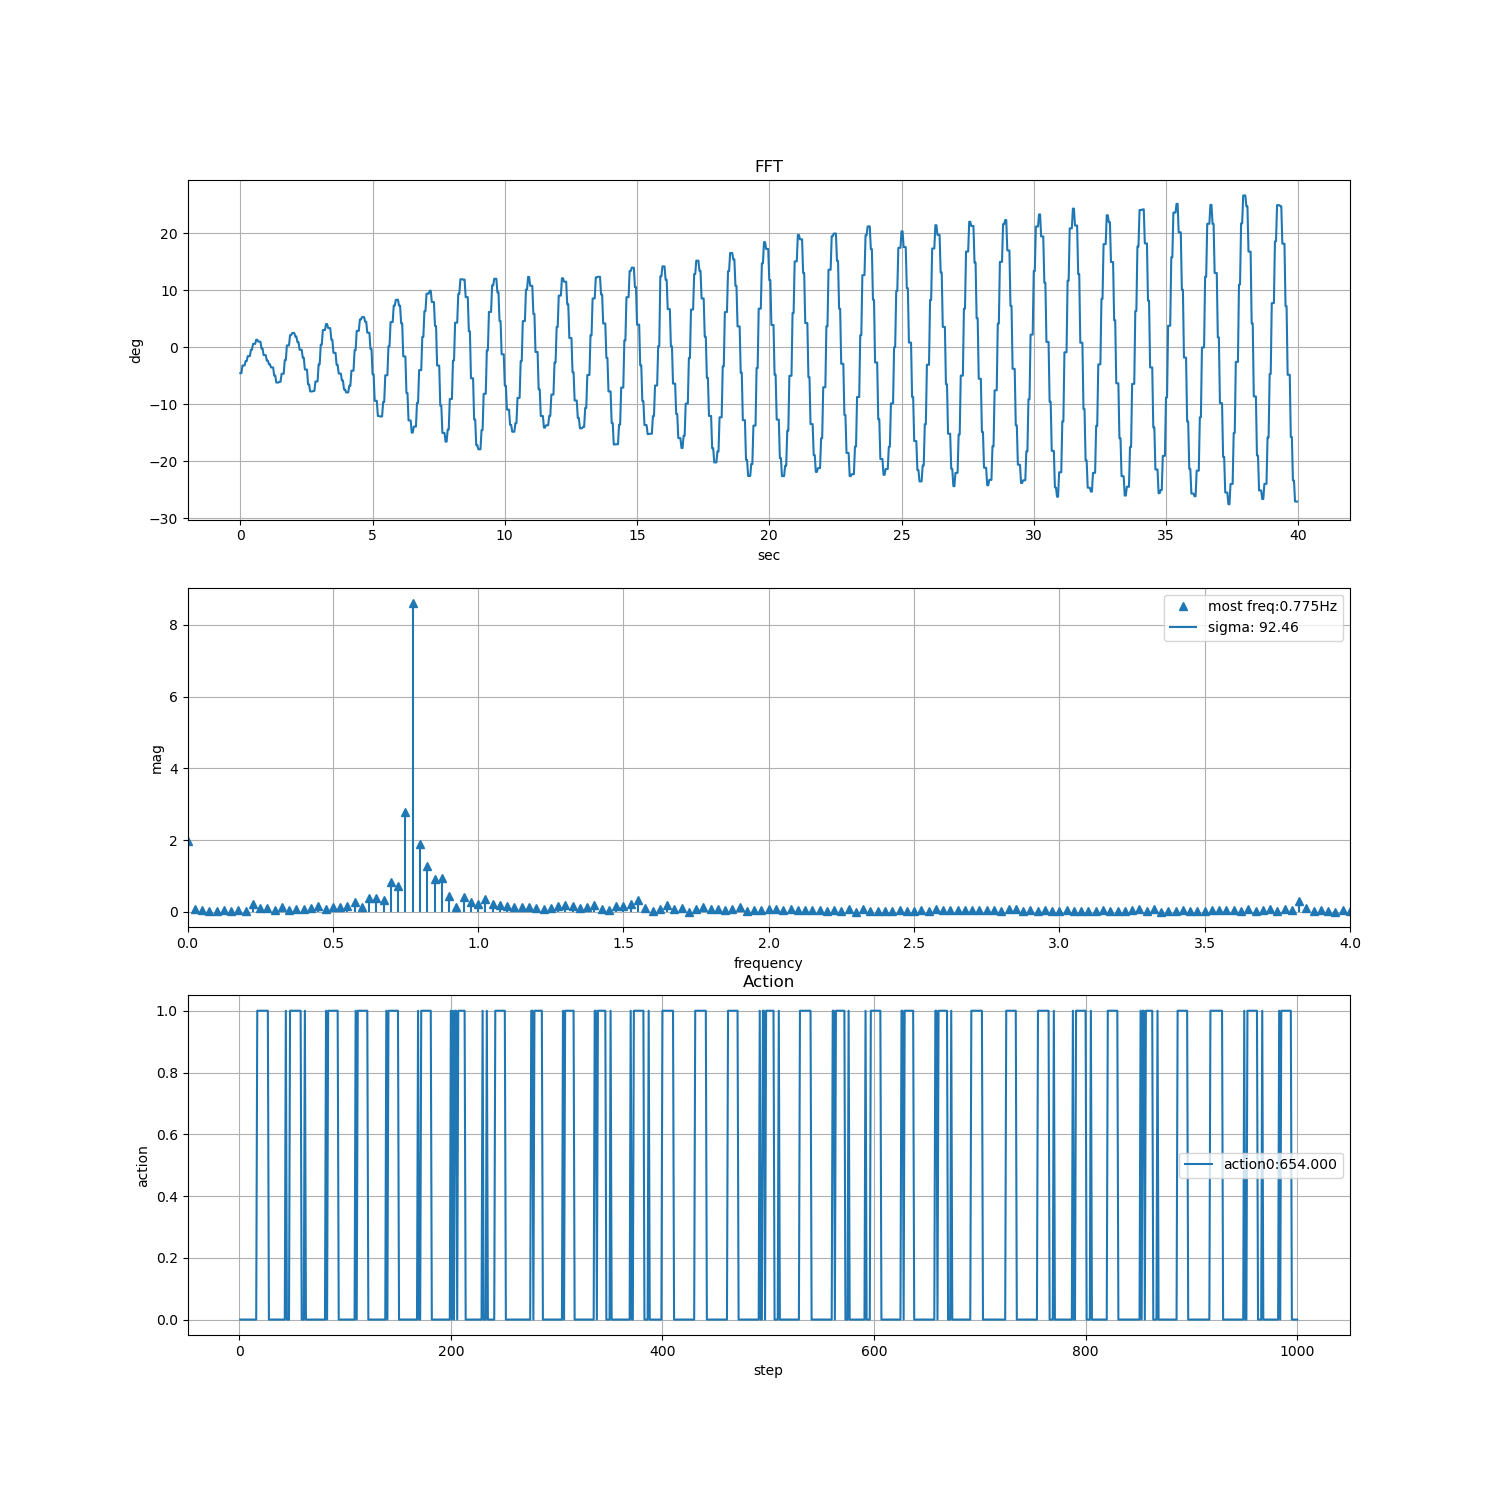 FFT
20
10
0
−10
−20
−30
deg
0 5 10 15 20 25 30 35 40
sec
most freq:0.775Hz
sigma: 92.46
8
6
4
2
0
mag
0.0 0.5 1.0 1.5 2.0 2.5 3.0 3.5 4.0
frequency
Action
1.0
0.8
0.6
0.4
0.2
0.0
action
action0:654.000
0 200 400 600 800 1000
step